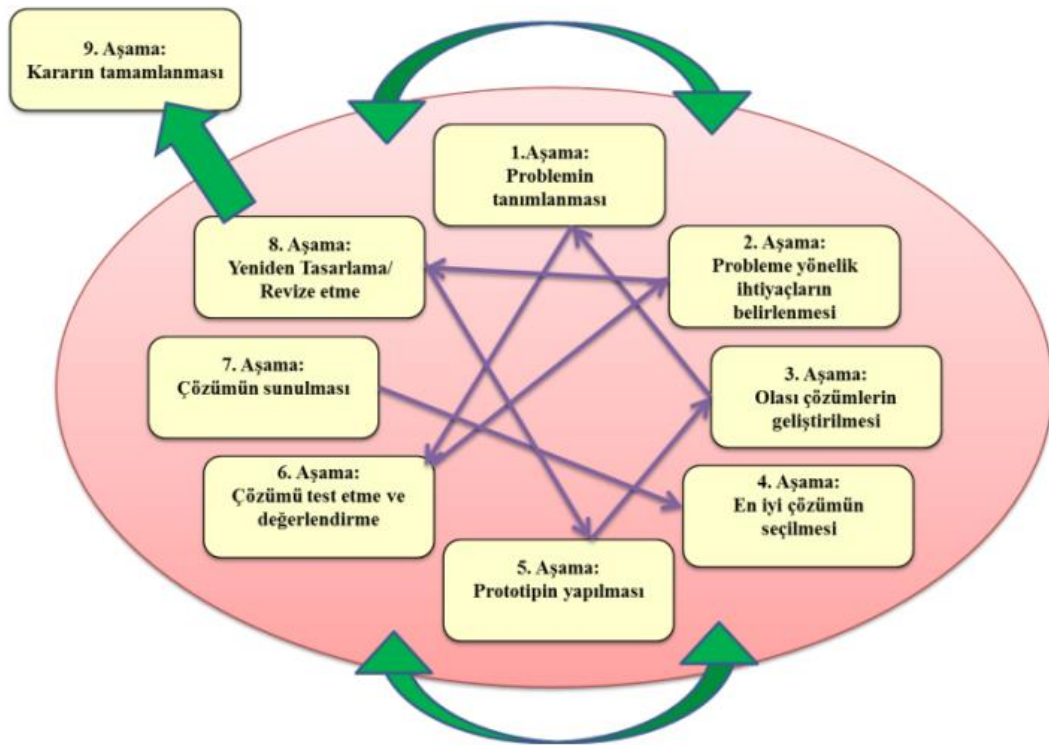 9. Aşama:
Kararın tamamlanması
1.Aşama:
Problemin
tanımlanması
2. Aşama:
Probleme yönelik
ihtiyaçların
belirlenmesi
3. Aşama:
Olası çözümlerin
geliştirilmesi
4. Aşama:
En iyi çözümün
seçilmesi
5. Aşama:
Prototipin yapılması
6. Aşama:
Çözümü test etme ve
değerlendirme
7. Aşama:
Çözümün sunulması
8. Aşama:
Yeniden Tasarlama/
Revize etme